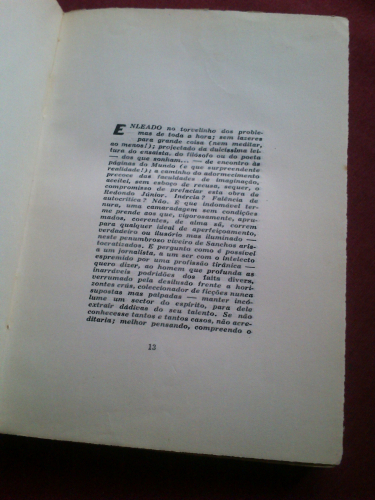 ENLEADO no torcelinho dos proble-
mas de toda a hora; sem lazeres
para grande coisa (nem meditar,
ao menos!); projectado da dulcíssima lei-
tura do ensaísta, do filósofo ou do poeta
— dos que sonham... — de encontro às
páginas do Mundo (e que surpreendente
realidade!); a caminho do adormecimento
precoce das faculdades de imaginação,
aceitei, sem esboço de recusa, sequer, o
compromisso de prefaciar esta obra de
Redondo Júnior. Inércia? Falência de
autocrítica? Não. E que indomável ter-
nura, uma camaradagem sem condições
me prende aos que, vigorosamente, apru-
mados, coerentes, de alma sã, correm
para qualquer ideal de aperfeiçoamento,
verdadeiro ou ilusório mas iluminado —
neste penumbroso viveiro de Sanchos aris-
tocratizados. E pergunto como é possível
a um jornalista, a um ser com o intelecto
espremido por uma profissão tirânica —
quero dizer, ao homem que profunda as
inarráveis podridões dos faits divers,
verrumado pela desilusão frente a hori-
zontes crus, coleccionador de ficções nunca
supostas mas palpadas — manter incó-
lume um sector do espírito, para dele
extrair dádivas do seu talento. Se não
conhecesse tantos e tantos casos, não acre-
ditaria; melhor pensando, compreendo o
13